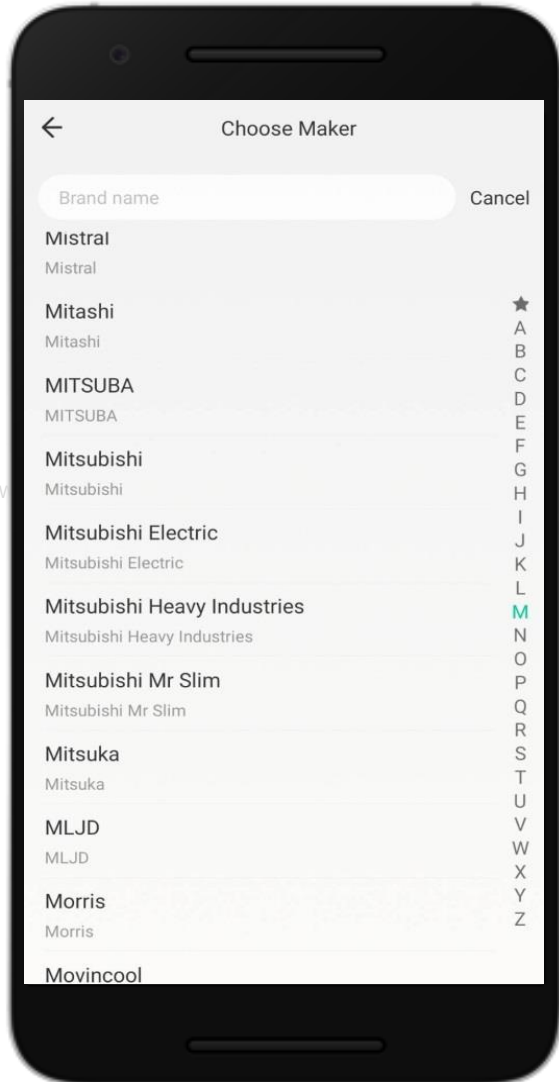 Choose Maker
Brand name
Cancel
Mistral
Mistral
Mitashi
Mitashi
MITSUBA
MITSUBA
Mitsubishi
Mitsubishi
Mitsubishi Electric
Mitsubishi Electric
Mitsubishi Heavy Industries
Mitsubishi Heavy Industries
Mitsubishi Mr Slim
Mitsubishi Mr Slim
Mitsuka
Mitsuka
MLJD
MLJD
Morris
Morris
Movincool
A
B
C
D
E
F
G
H
I
J
K
L
M
N
O
P
Q
R
S
T
U
V
W
X
Y
Z